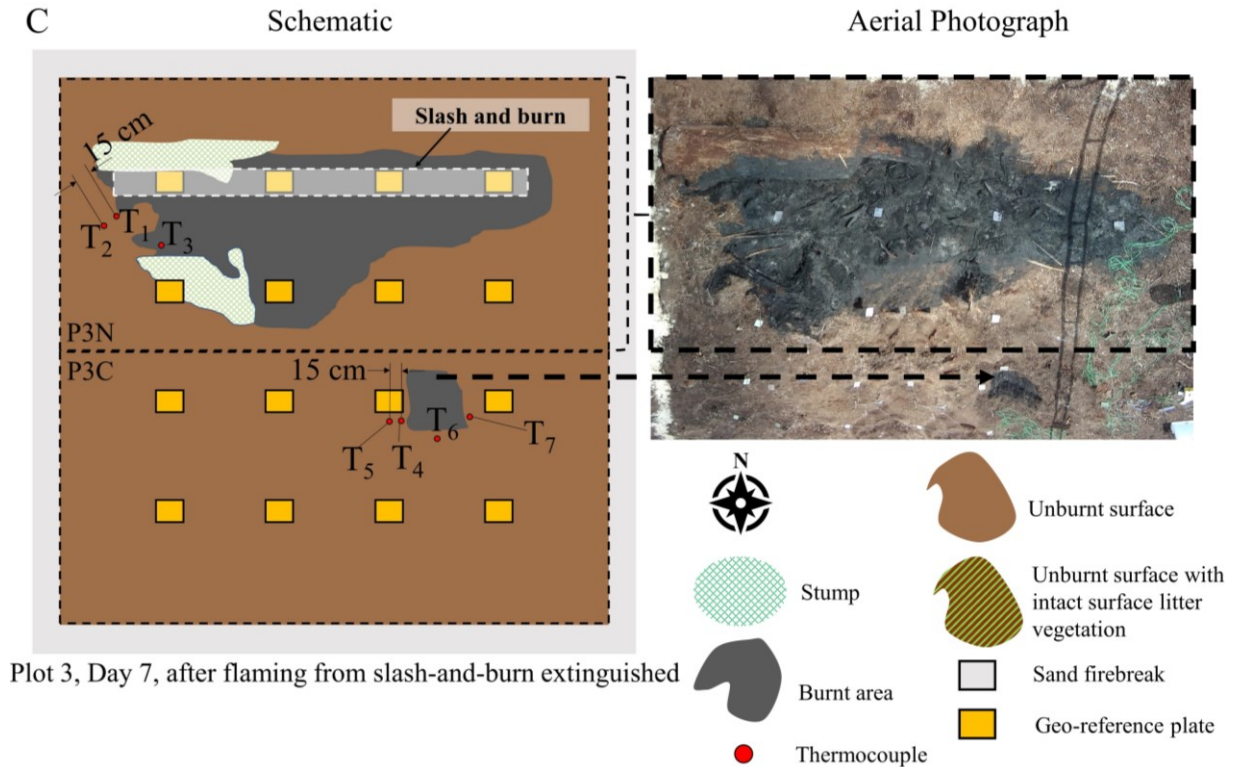 C
Schematic
Aerial Photograph
Slash and burn
15 cm
T1
T2
T3
P3N
P3C
15 cm
T6
T7
T5
T4
N
Unburnt surface
Stump
Unburnt surface with
intact surface litter
vegetation
Plot 3, Day 7, after flaming from slash-and-burn extinguished
Burnt area
Sand firebreak
Geo-reference plate
Thermocouple